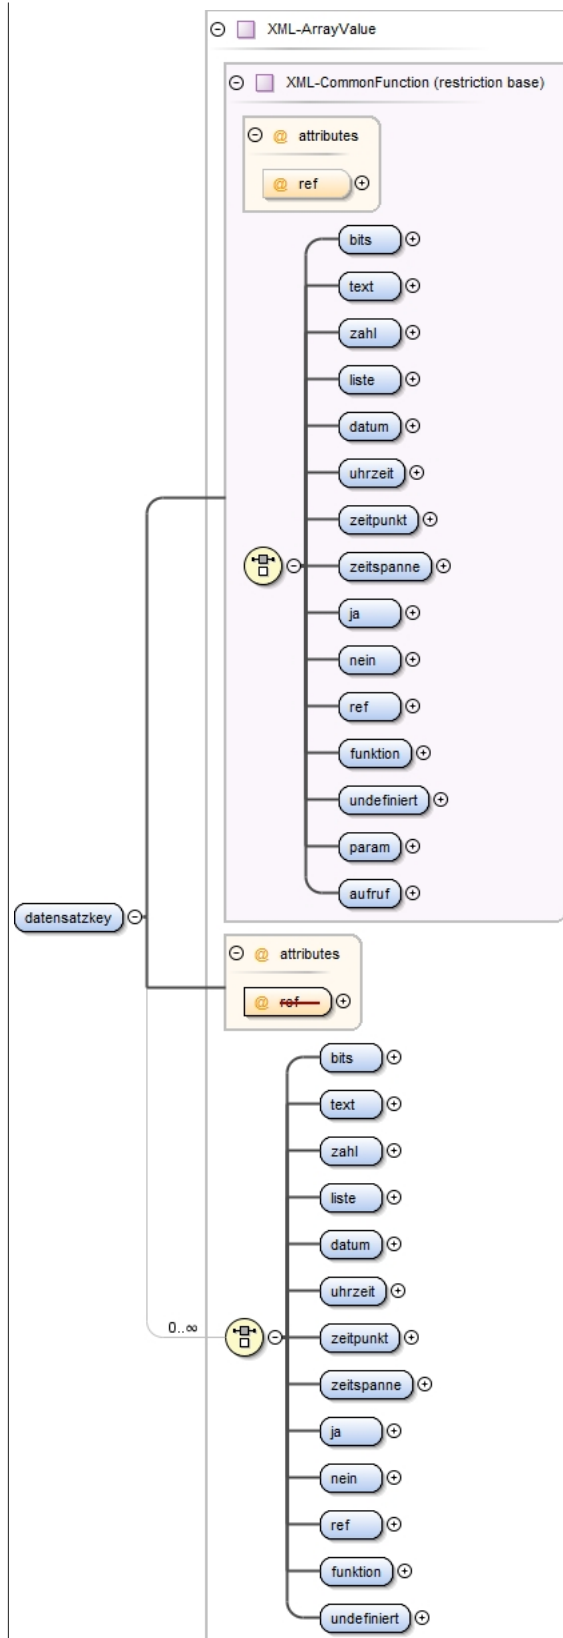 XML-ArrayValue
XML-CommonFunction (restriction base)
@ attributes
@ ref
bits
text
zahl
liste
datum
uhrzeit
zeitpunkt
zeitspanne
ja
nein
ref
funktion
undefiniert
param
aufruf
datensatzkey
@ attributes
@ ref
bits
text
zahl
liste
datum
uhrzeit
0..∞
zeitpunkt
zeitspanne
ja
nein
ref
funktion
undefiniert